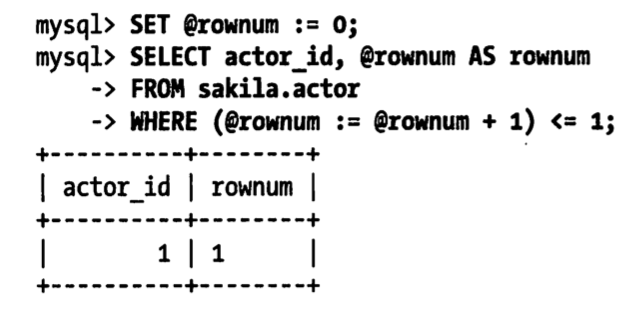 mysql> SET @rownum := 0;
mysql> SELECT actor_id, @rownum AS rownum
    -> FROM sakila.actor
    -> WHERE (@rownum := @rownum + 1) <= 1;
+----------+--------+
| actor_id | rownum |
+----------+--------+
|        1 | 1      |
+----------+--------+